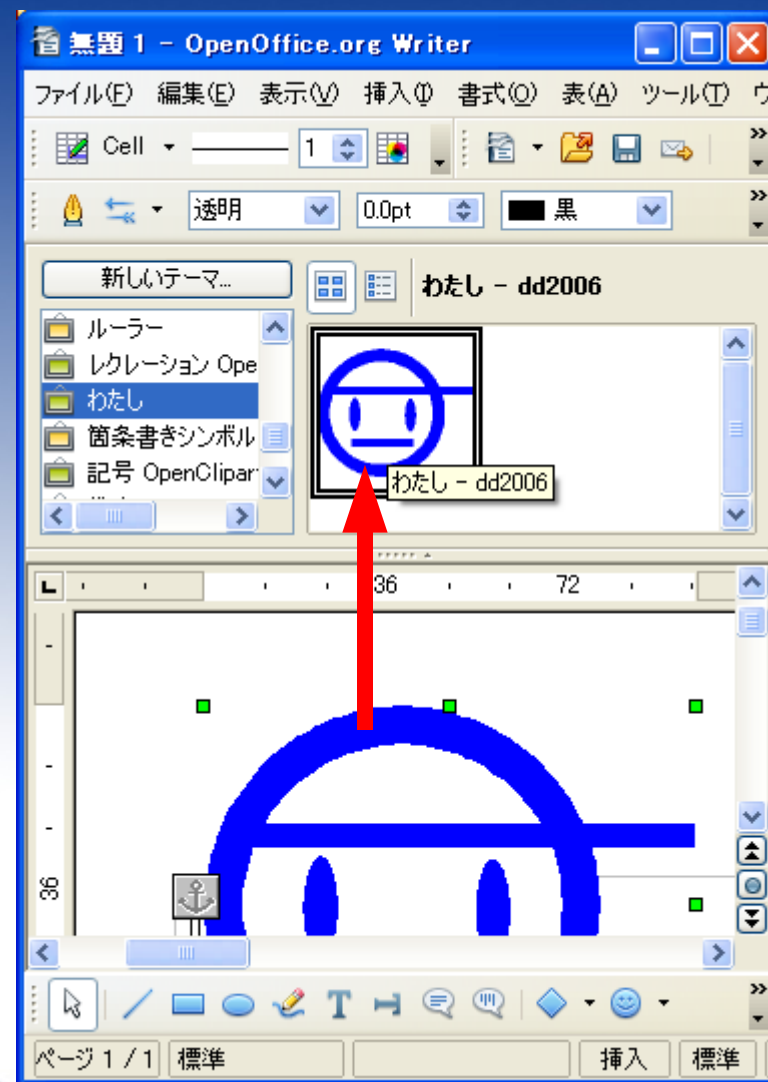 無題 1 - OpenOffice.org Writer
ファイル(F) 編集(E) 表示(V) 挿入(I) 書式(O) 表(A) ツール(T) ウ
Cell 1
透明 0.0pt 黒
新しいテーマ... わたし - dd2006
ルーラー
レクレーション Ope
わたし
箇条書きシンボル
記号 OpenClipar
わたし - dd2006
36 72
36
T
ページ 1 / 1 標準 挿入 標準